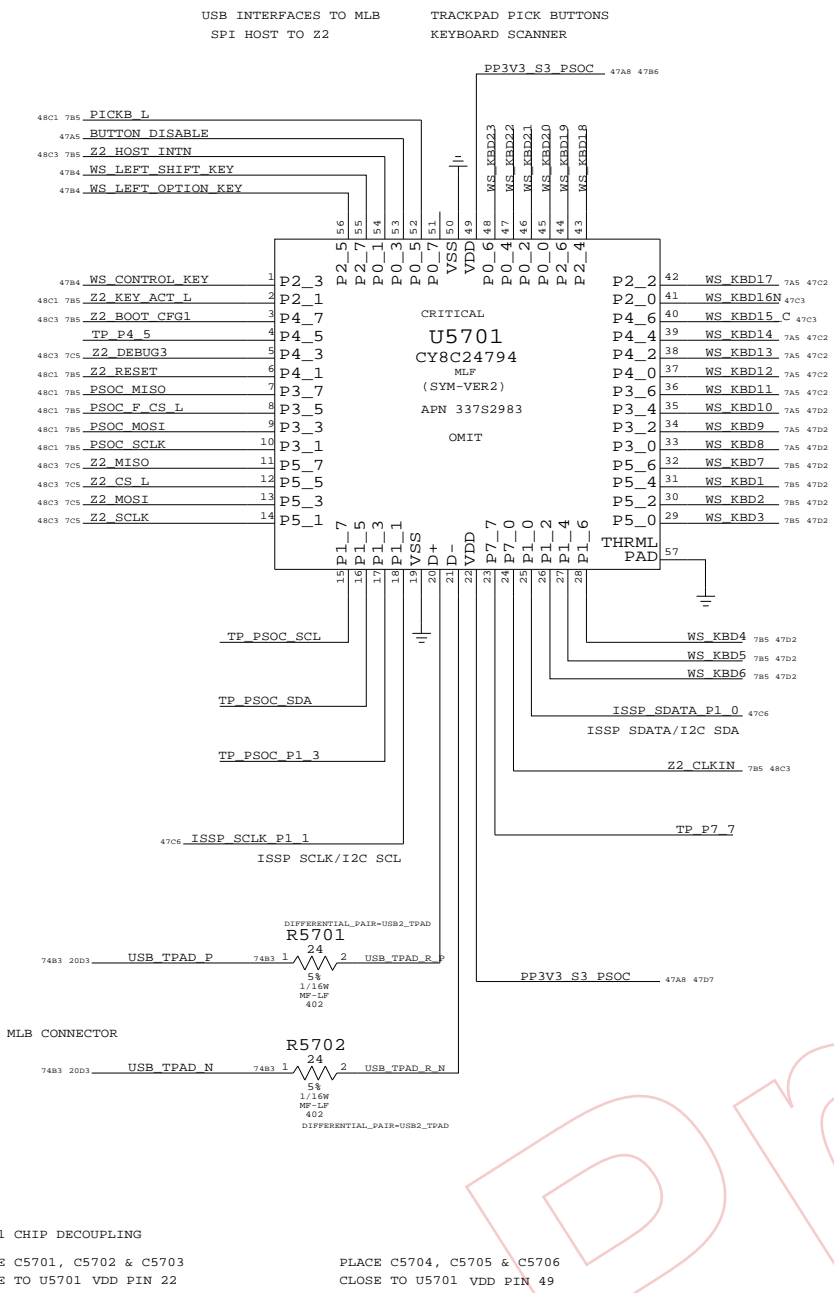 USB INTERFACES TO MLB TRACKPAD PICK BUTTONS
SPI HOST TO Z2 KEYBOARD SCANNER
PP3V3_S3_PSOC 47A8 47B6
48C1 7B5 PICKB_L
47A5 BUTTON_DISABLE
48C3 7B5 Z2_HOST_INTN
47B4 WS_LEFT_SHIFT_KEY
47B4 WS_LEFT_OPTION_KEY
WS_KBD23 WS_KBD22 WS_KBD21 WS_KBD20 WS_KBD19 WS_KBD18
56 55 54 53 52 51 50 49 48 47 46 45 44 43
P2_5 P2_7 P0_1 P0_3 P0_5 P0_7 VSS VDD P0_6 P0_4 P0_2 P0_0 P2_6 P2_4
47B4 WS_CONTROL_KEY 1 P2_3 P2_2 42 WS_KBD17 7A5 47C2
48C1 7B5 Z2_KEY_ACT_L 2 P2_1 P2_0 41 WS_KBD16N 47C3
48C3 7B5 Z2_BOOT_CFG1 3 P4_7 P4_6 40 WS_KBD15_C 47C3
TP_P4_5 4 P4_5 P4_4 39 WS_KBD14 7A5 47C2
48C3 7C5 Z2_DEBUG3 5 P4_3 P4_2 38 WS_KBD13 7A5 47C2
48C1 7B5 Z2_RESET 6 P4_1 P4_0 37 WS_KBD12 7A5 47C2
48C1 7B5 PSOC_MISO 7 P3_7 P3_6 36 WS_KBD11 7A5 47C2
48C1 7B5 PSOC_F_CS_L 8 P3_5 P3_4 35 WS_KBD10 7A5 47D2
48C1 7B5 PSOC_MOSI 9 P3_3 P3_2 34 WS_KBD9 7A5 47D2
48C1 7B5 PSOC_SCLK 10 P3_1 P3_0 33 WS_KBD8 7A5 47D2
48C3 7C5 Z2_MISO 11 P5_7 P5_6 32 WS_KBD7 7B5 47D2
48C3 7C5 Z2_CS_L 12 P5_5 P5_4 31 WS_KBD1 7B5 47D2
48C3 7C5 Z2_MOSI 13 P5_3 P5_2 30 WS_KBD2 7B5 47D2
48C3 7C5 Z2_SCLK 14 P5_1 P5_0 29 WS_KBD3 7B5 47D2
CRITICAL
U5701
CY8C24794
MLF
(SYM-VER2)
APN 337S2983
OMIT
THRML
PAD 57
P1_7 P1_5 P1_3 P1_1 VSS D+ D- VDD P7_7 P7_0 P1_0 P1_2 P1_4 P1_6
15 16 17 18 19 20 21 22 23 24 25 26 27 28
TP_PSOC_SCL WS_KBD4 7B5 47D2
WS_KBD5 7B5 47D2
WS_KBD6 7B5 47D2
TP_PSOC_SDA ISSP_SDATA_P1_0 47C6
ISSP SDATA/I2C SDA
TP_PSOC_P1_3 Z2_CLKIN 7B5 48C3
47C6 ISSP_SCLK_P1_1 TP_P7_7
ISSP SCLK/I2C SCL
DIFFERENTIAL_PAIR=USB2_TPAD
R5701
74B3 20D3 USB_TPAD_P 74B3 1 24 2 USB_TPAD_R_P
5%
1/16W
MF-LF
402
PP3V3_S3_PSOC 47A8 47D7
MLB CONNECTOR
R5702
74B3 20D3 USB_TPAD_N 74B3 1 24 2 USB_TPAD_R_N
5%
1/16W
MF-LF
402
DIFFERENTIAL_PAIR=USB2_TPAD
1 CHIP DECOUPLING
E C5701, C5702 & C5703 PLACE C5704, C5705 & C5706
E TO U5701 VDD PIN 22 CLOSE TO U5701 VDD PIN 49